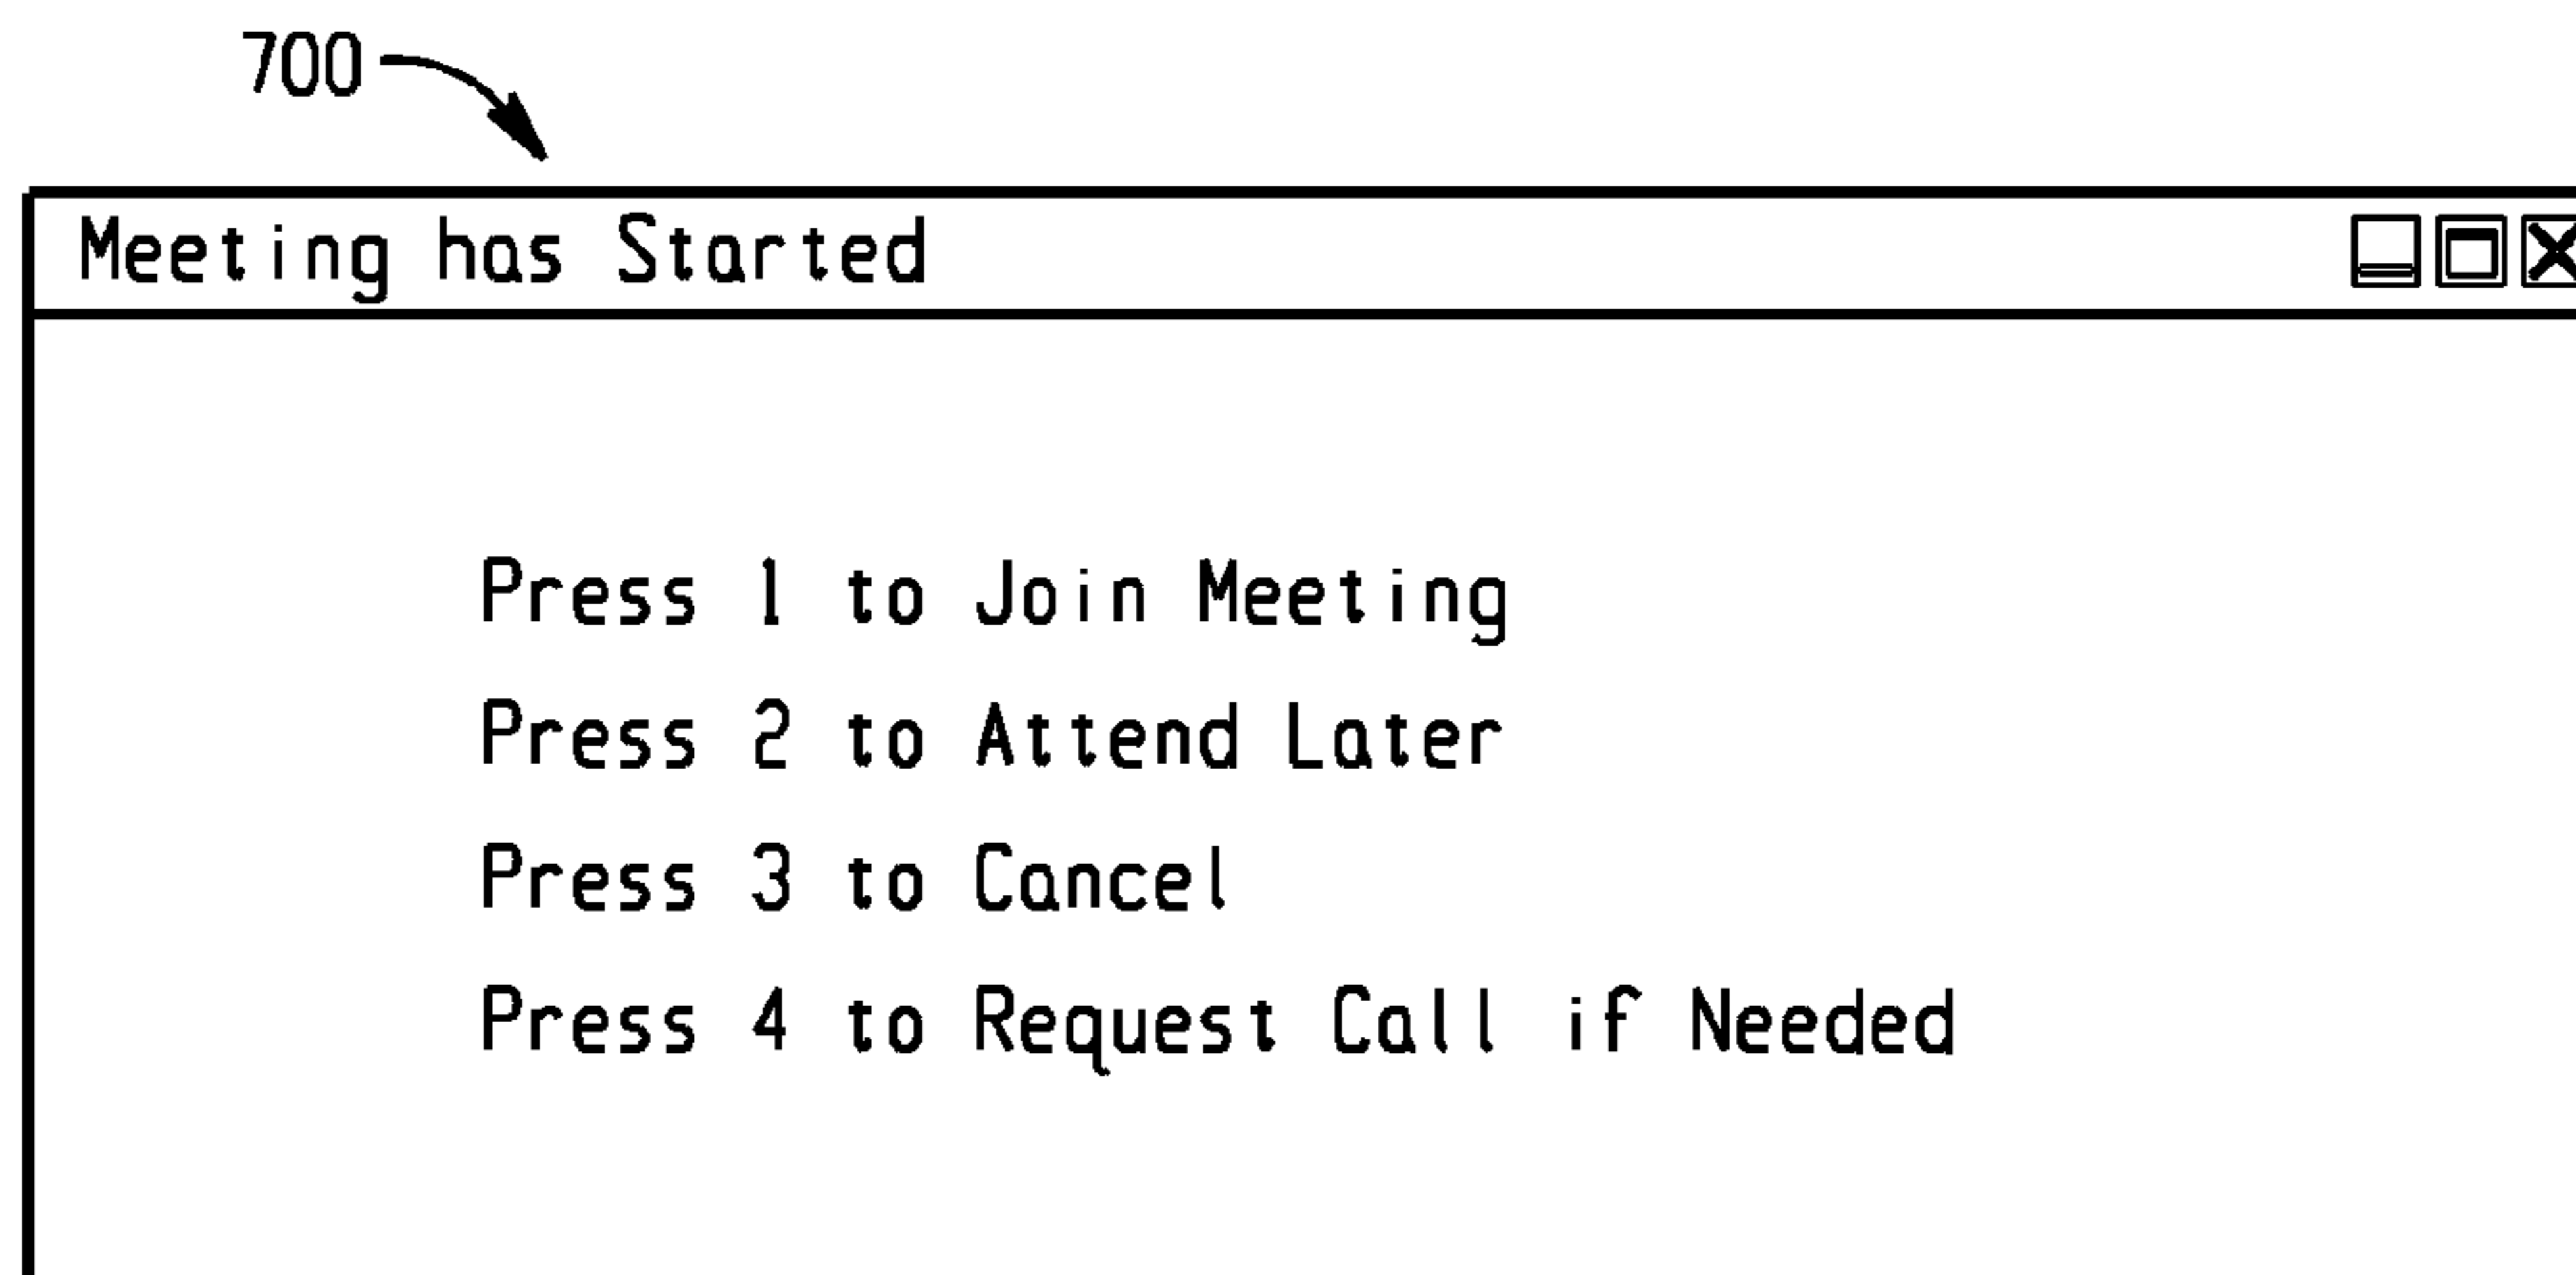 700
Meeting has Started
Press 1 to Join Meeting
Press 2 to Attend Later
Press 3 to Cancel
Press 4 to Request Call if Needed